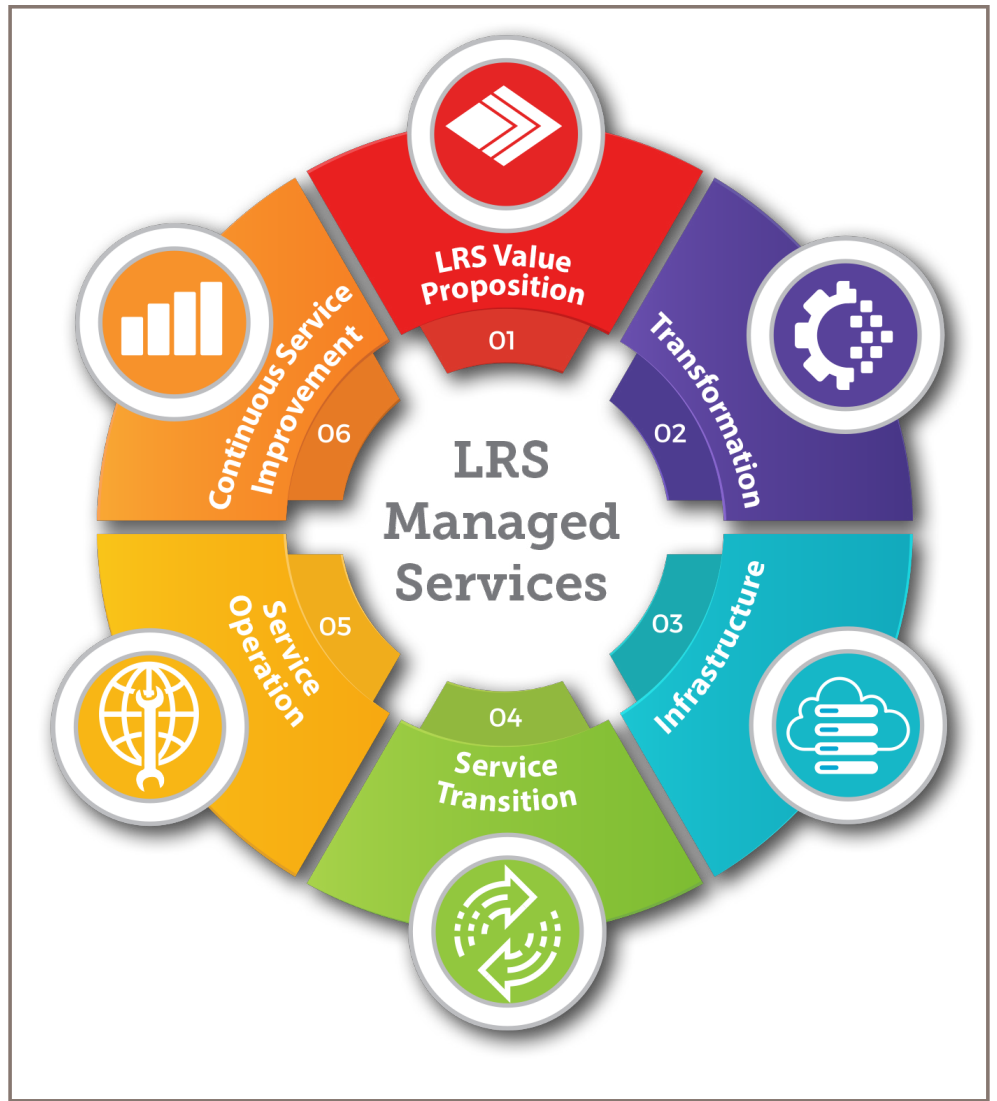 LRS Value
Proposition
01
Transformation
02
Infrastructure
03
04
Service
Transition
Service
Operation
05
Continuous Service
Improvement
06
LRS
Managed
Services